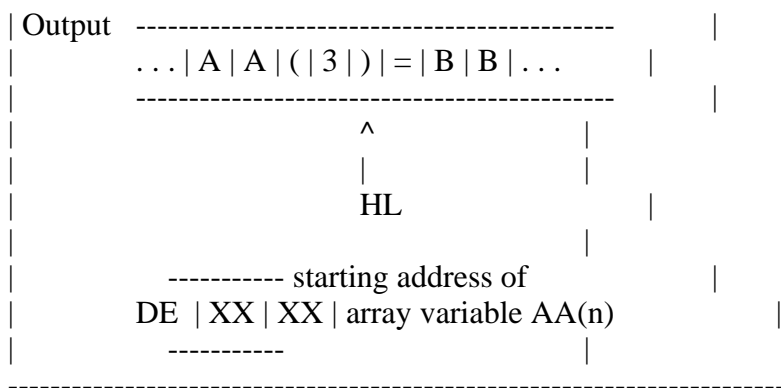 | Output ---------------------------------------------- |
| . . . | A | A | ( | 3 | ) | = | B | B | . . . |
| ---------------------------------------------- |
| ^ |
| | |
| HL |
| |
| ----------- starting address of |
| DE | XX | XX | array variable AA(n) |
| ----------- |
--------------------------------------------------------------------------